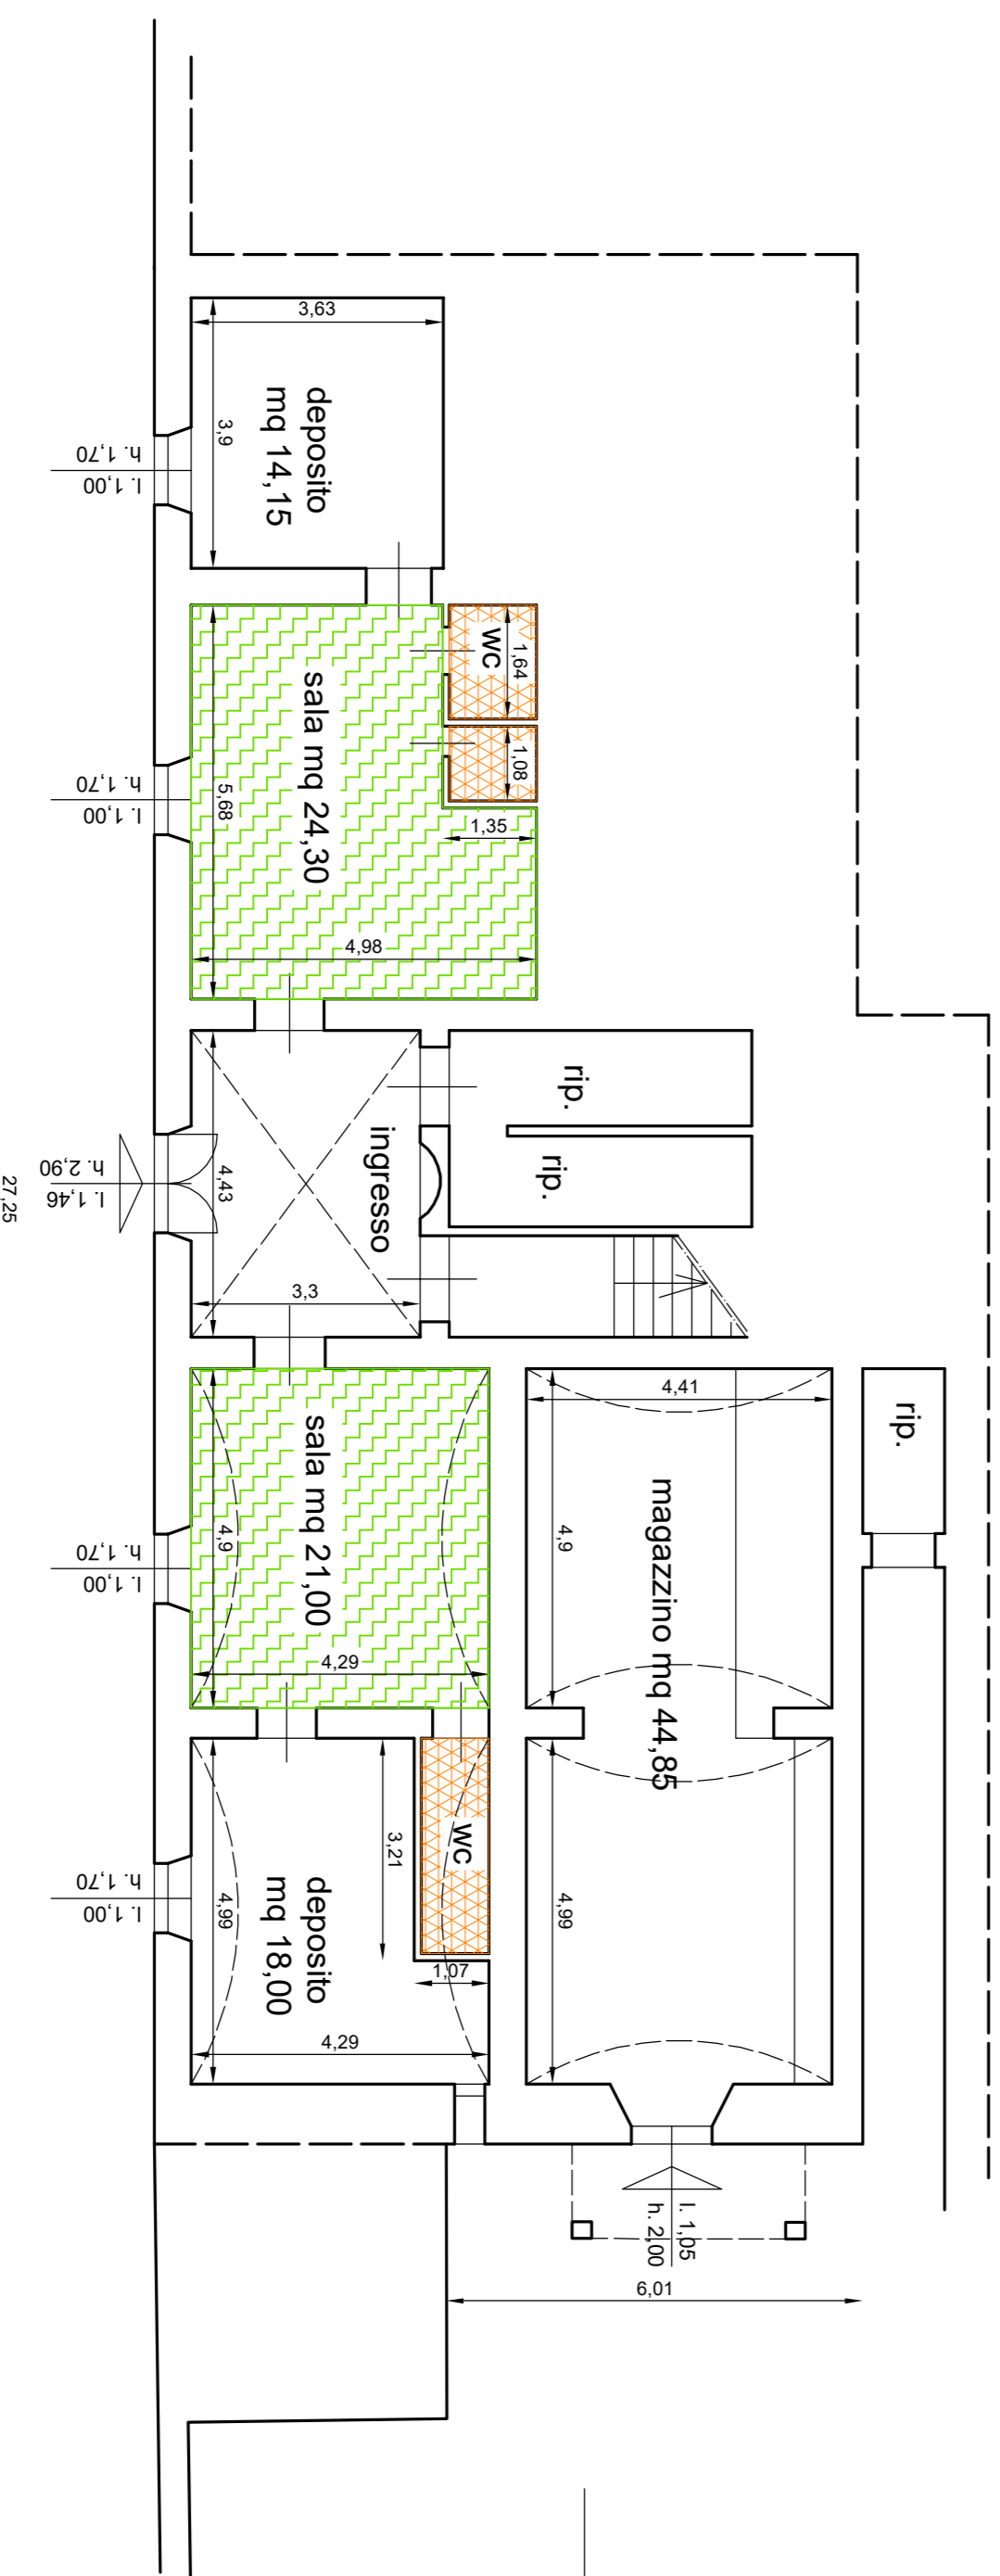 3,63
3,9
deposito
mq 14,15
l. 1,00
h. 1,70
wc
1,64
1,08
1,35
sala mq 24,30
5,68
4,98
l. 1,00
h. 1,70
rip.
rip.
ingresso
4,43
3,3
l. 1,46
h. 2,90
27,25
sala mq 21,00
4,9
4,29
l. 1,00
h. 1,70
4,41
4,9
magazzino mq 44,85
4,99
rip.
wc
3,21
1,07
deposito
mq 18,00
4,99
4,29
l. 1,00
h. 1,70
l. 1,05
h. 2,00
6,01